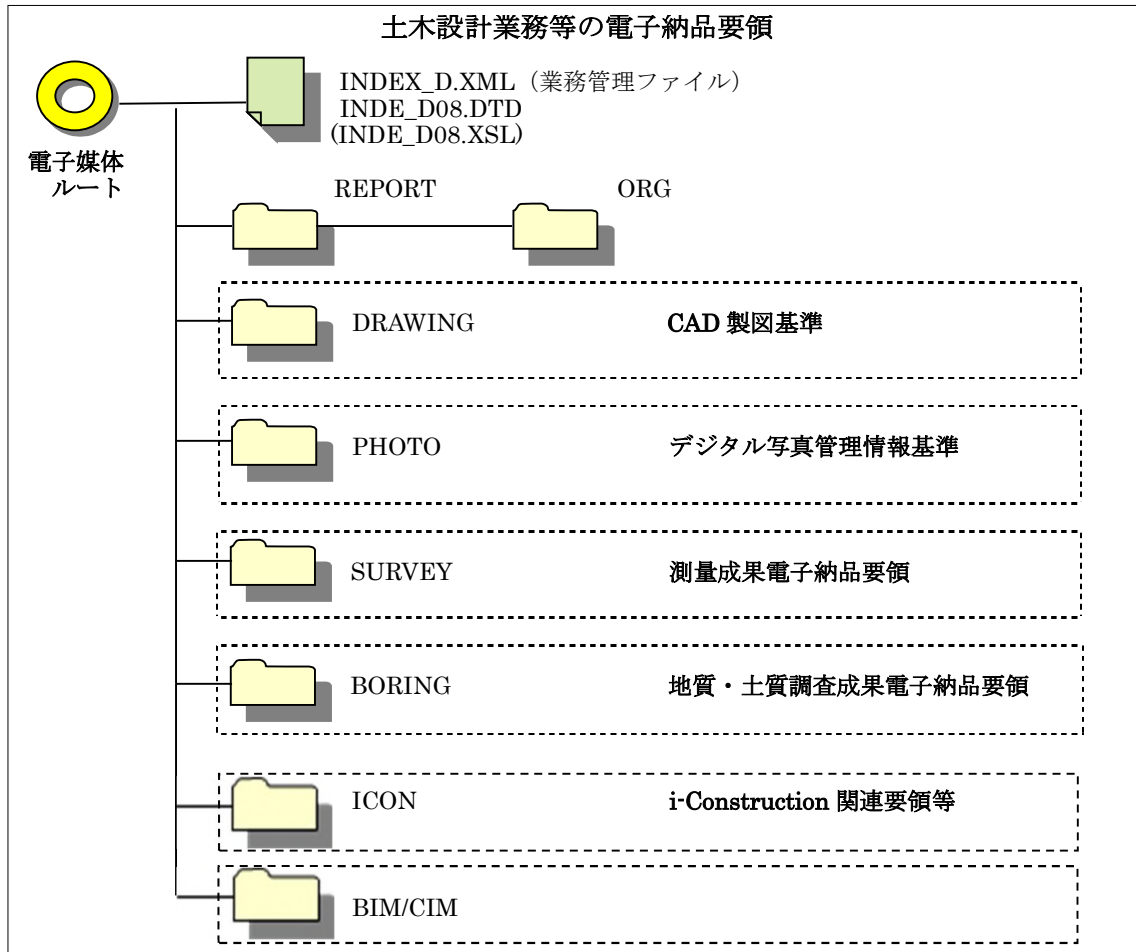 土木設計業務等の電子納品要領
INDEX_D.XML（業務管理ファイル）
INDE_D08.DTD
(INDE_D08.XSL)
電子媒体
ルート
REPORT ORG
DRAWING CAD 製図基準
PHOTO デジタル写真管理情報基準
SURVEY 測量成果電子納品要領
BORING 地質・土質調査成果電子納品要領
ICON i-Construction 関連要領等
BIM/CIM